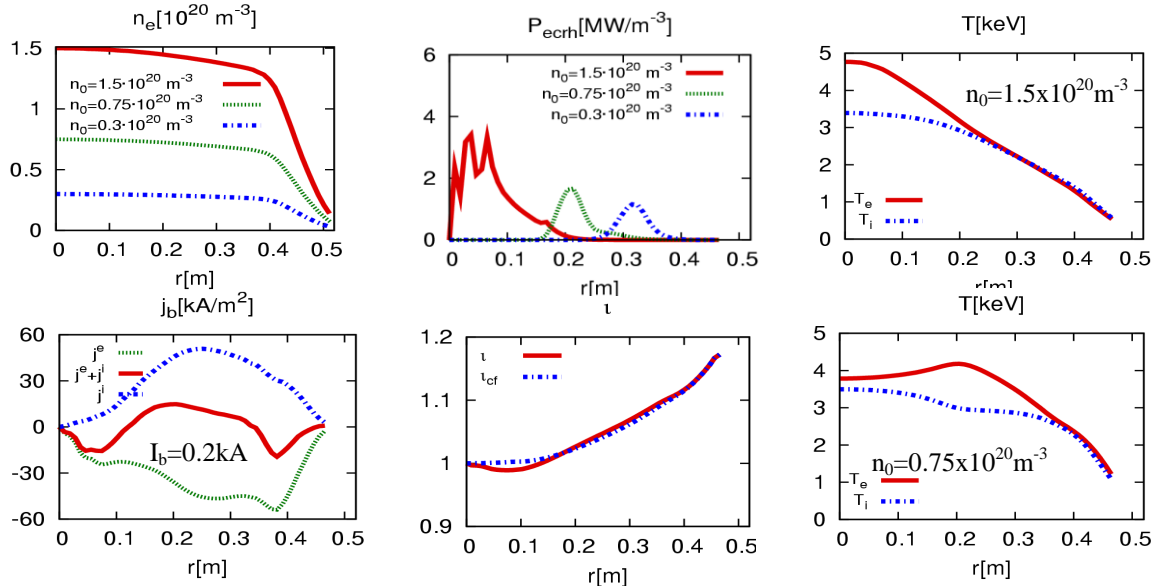 n_e[10^20 m^-3]
1.5
1
0.5
0
n_0=1.5·10^20 m^-3
n_0=0.75·10^20 m^-3
n_0=0.3·10^20 m^-3
0 0.1 0.2 0.3 0.4 0.5
r[m]
P_ecrh[MW/m^-3]
6
4
2
0
n_0=1.5·10^20 m^-3
n_0=0.75·10^20 m^-3
n_0=0.3·10^20 m^-3
0 0.1 0.2 0.3 0.4 0.5
r[m]
T[keV]
5
4
3
2
1
0
n_0=1.5x10^20m^-3
T_e
T_i
0 0.1 0.2 0.3 0.4 0.5
r[m]
j_b[kA/m^2]
60
30
0
-30
-60
j^e
j^e+j^i
j^i
I_b=0.2kA
0 0.1 0.2 0.3 0.4 0.5
r[m]
ι
1.2
1.1
1
0.9
ι
ι_cf
0 0.1 0.2 0.3 0.4 0.5
r[m]
T[keV]
5
4
3
2
1
0
n_0=0.75x10^20m^-3
T_e
T_i
0 0.1 0.2 0.3 0.4 0.5
r[m]